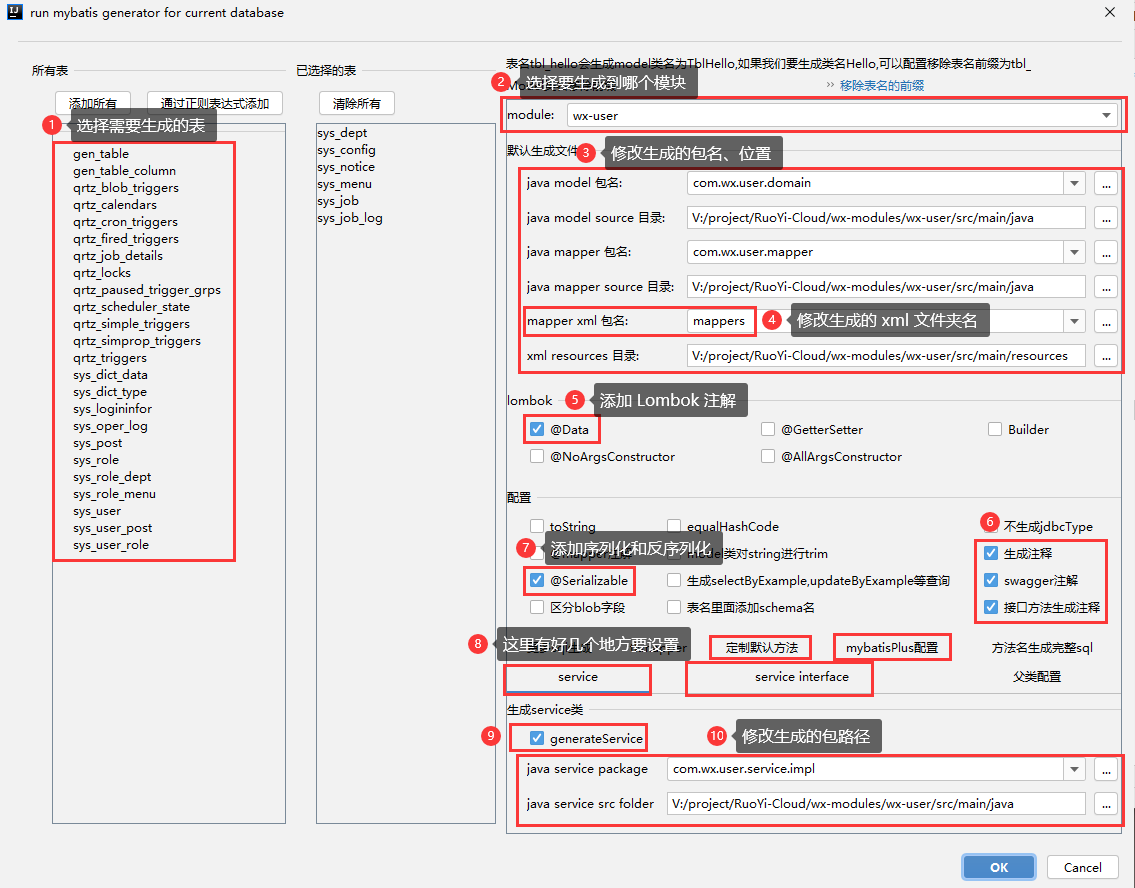 run mybatis generator for current database
所有表
已选择的表
表名tbl_hello会生成model类名为TblHello,如果我们要生成类名Hello,可以配置移除表名前缀为tbl_
2 选择要生成到哪个模块
>> 移除表名的前缀
添加所有
通过正则表达式添加
清除所有
1 选择需要生成的表
module:
wx-user
gen_table
gen_table_column
qrtz_blob_triggers
qrtz_calendars
qrtz_cron_triggers
qrtz_fired_triggers
qrtz_job_details
qrtz_locks
qrtz_paused_trigger_grps
qrtz_scheduler_state
qrtz_simple_triggers
qrtz_simprop_triggers
qrtz_triggers
sys_dict_data
sys_dict_type
sys_logininfor
sys_oper_log
sys_post
sys_role
sys_role_dept
sys_role_menu
sys_user
sys_user_post
sys_user_role
sys_dept
sys_config
sys_notice
sys_menu
sys_job
sys_job_log
默认生成文件
3 修改生成的包名、位置
java model 包名:
com.wx.user.domain
...
java model source 目录:
V:/project/RuoYi-Cloud/wx-modules/wx-user/src/main/java
...
java mapper 包名:
com.wx.user.mapper
...
java mapper source 目录:
V:/project/RuoYi-Cloud/wx-modules/wx-user/src/main/java
...
mapper xml 包名:
mappers
4 修改生成的 xml 文件夹名
...
xml resources 目录:
V:/project/RuoYi-Cloud/wx-modules/wx-user/src/main/resources
...
lombok
5 添加 Lombok 注解
@Data
@GetterSetter
Builder
@NoArgsConstructor
@AllArgsConstructor
配置
toString
equalHashCode
6 不生成jdbcType
7 添加序列化和反序列化
model类对string进行trim
生成注释
@Serializable
生成selectByExample,updateByExample等查询
swagger注解
区分blob字段
表名里面添加schema名
接口方法生成注释
8 这里有好几个地方要设置
定制默认方法
mybatisPlus配置
方法名生成完整sql
service
service interface
父类配置
生成service类
9 generateService
10 修改生成的包路径
java service package
com.wx.user.service.impl
...
java service src folder
V:/project/RuoYi-Cloud/wx-modules/wx-user/src/main/java
...
OK
Cancel